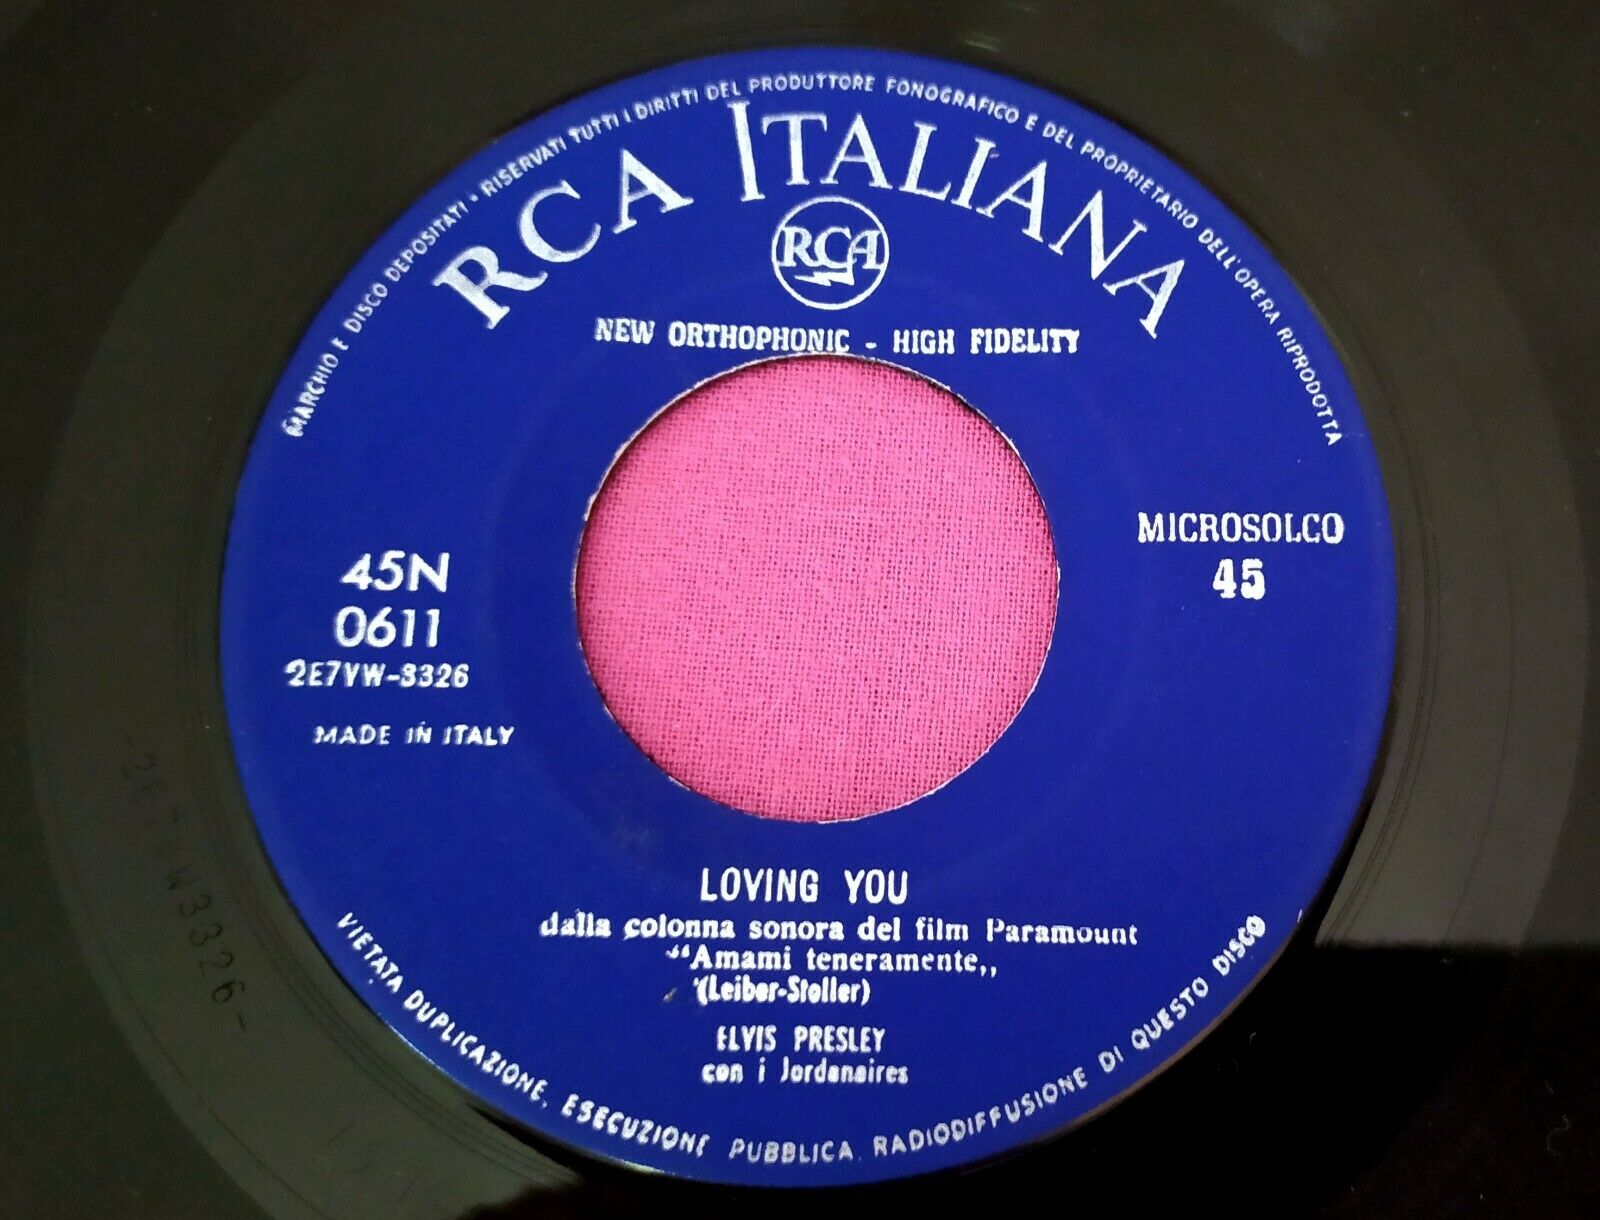 MARCHIO E DISCO DEPOSITATI • RISERVATI TUTTI I DIRITTI DEL PRODUTTORE FONOGRAFICO E DEL PROPRIETARIO DELL'OPERA RIPRODOTTA
RCA ITALIANA
RCA
NEW ORTHOPHONIC - HIGH FIDELITY
MICROSOLCO
45
45N
0611
2E7VW-3326
MADE IN ITALY
LOVING YOU
dalla colonna sonora del film Paramount
“Amami teneramente„
(Leiber-Stoller)
ELVIS PRESLEY
con i Jordanaires
VIETATA DUPLICAZIONE, ESECUZIONE PUBBLICA, RADIODIFFUSIONE DI QUESTO DISCO
-2E7VW3326-